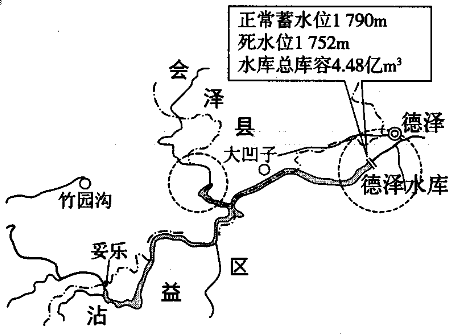 正常蓄水位1 790m
死水位1 752m
水库总库容4.48亿m³
会
泽
县
德泽
大凹子
德泽水库
竹园沟
妥乐
区
益
沾